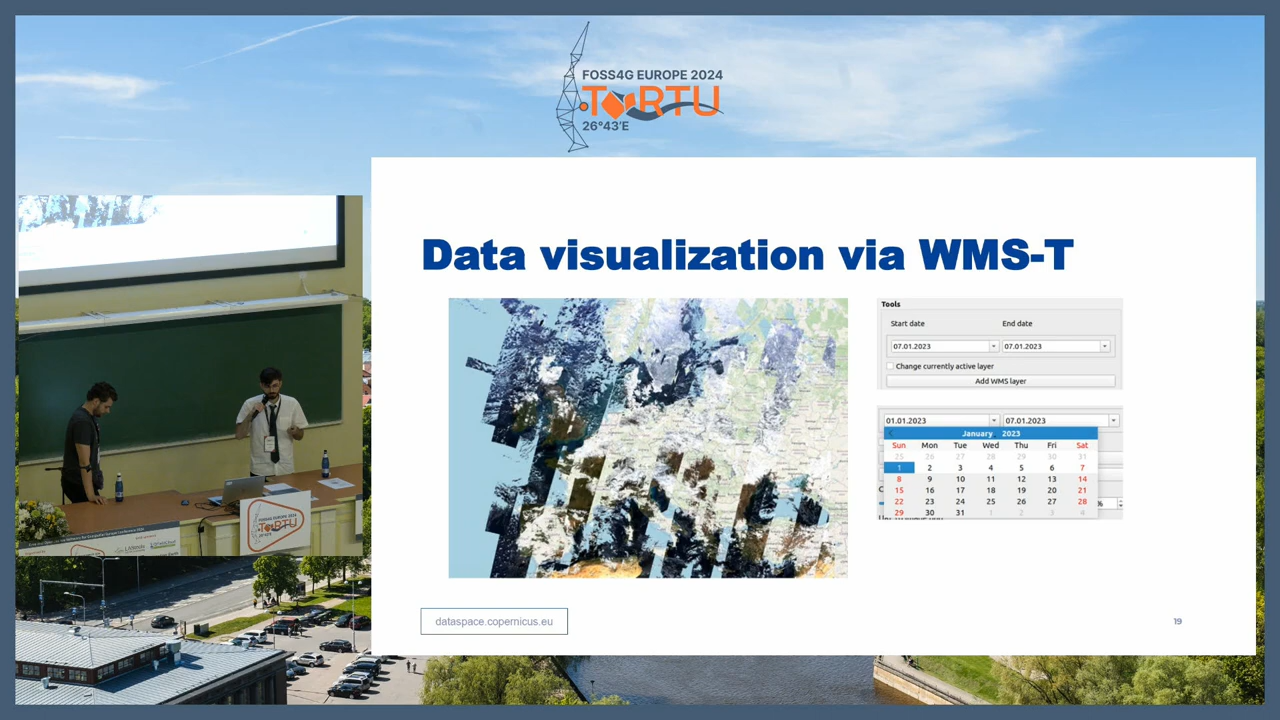 FOSS4G EUROPE 2024
TARTU
26°43'E
Data visualization via WMS-T
Tools
Start date End date
07.01.2023 07.01.2023
Change currently active layer
Add WMS layer
01.01.2023 07.01.2023
January 2023
Sun Mon Tue Wed Thu Fri Sat
25 26 27 28 29 30 31
1 2 3 4 5 6 7
8 9 10 11 12 13 14
15 16 17 18 19 20 21
22 23 24 25 26 27 28
29 30 31 1 2 3 4
%
dataspace.copernicus.eu
19
FOSS4G EUROPE 2024
TARTU